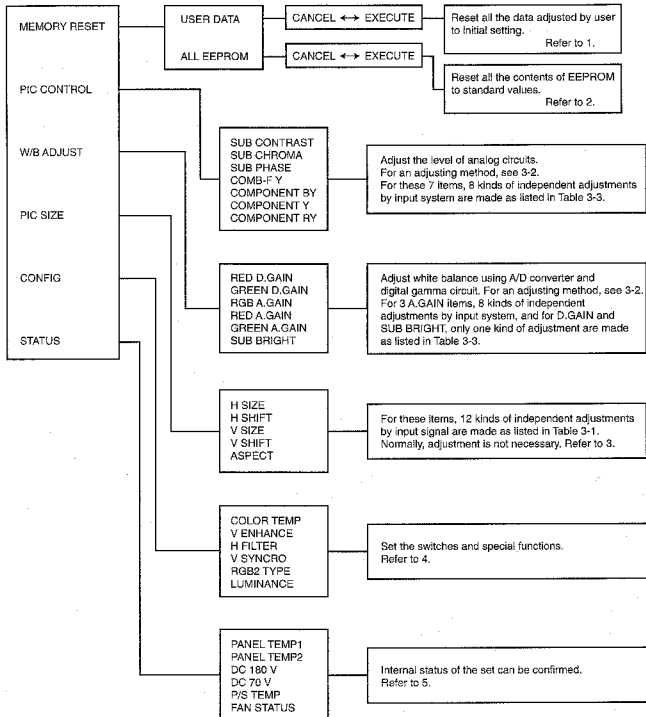 MEMORY RESET
PIC CONTROL
W/B ADJUST
PIC SIZE
CONFIG
STATUS
USER DATA
ALL EEPROM
CANCEL ↔ EXECUTE
CANCEL ↔ EXECUTE
Reset all the data adjusted by user
to initial setting.
Refer to 1.
Reset all the contents of EEPROM
to standard values.
Refer to 2.
SUB CONTRAST
SUB CHROMA
SUB PHASE
COMB-F Y
COMPONENT BY
COMPONENT Y
COMPONENT RY
Adjust the level of analog circuits.
For an adjusting method, see 3-2.
For these 7 items, 8 kinds of independent adjustments
by input system are made as listed in Table 3-3.
RED D.GAIN
GREEN D.GAIN
RGB A.GAIN
RED A.GAIN
GREEN A.GAIN
SUB BRIGHT
Adjust white balance using A/D converter and
digital gamma circuit. For an adjusting method, see 3-2.
For 3 A.GAIN items, 8 kinds of independent
adjustments by input system, and for D.GAIN and
SUB BRIGHT, only one kind of adjustment are made
as listed in Table 3-3.
H SIZE
H SHIFT
V SIZE
V SHIFT
ASPECT
For these items, 12 kinds of independent adjustments
by input signal are made as listed in Table 3-1.
Normally, adjustment is not necessary. Refer to 3.
COLOR TEMP
V ENHANCE
H FILTER
V SYNCRO
RGB2 TYPE
LUMINANCE
Set the switches and special functions.
Refer to 4.
PANEL TEMP1
PANEL TEMP2
DC 180 V
DC 70 V
P/S TEMP
FAN STATUS
Internal status of the set can be confirmed.
Refer to 5.